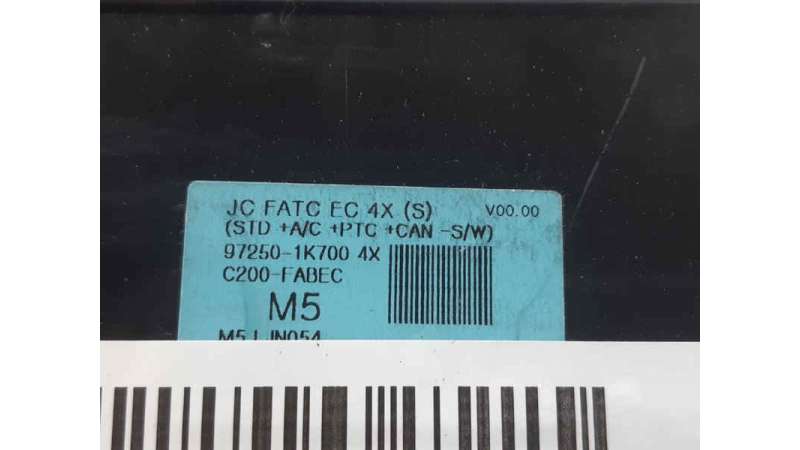 JC FATC EC 4X (S) V00.00
(STD +A/C +PTC +CAN -S/W)
97250-1K700 4X
C200-FABEC
M5